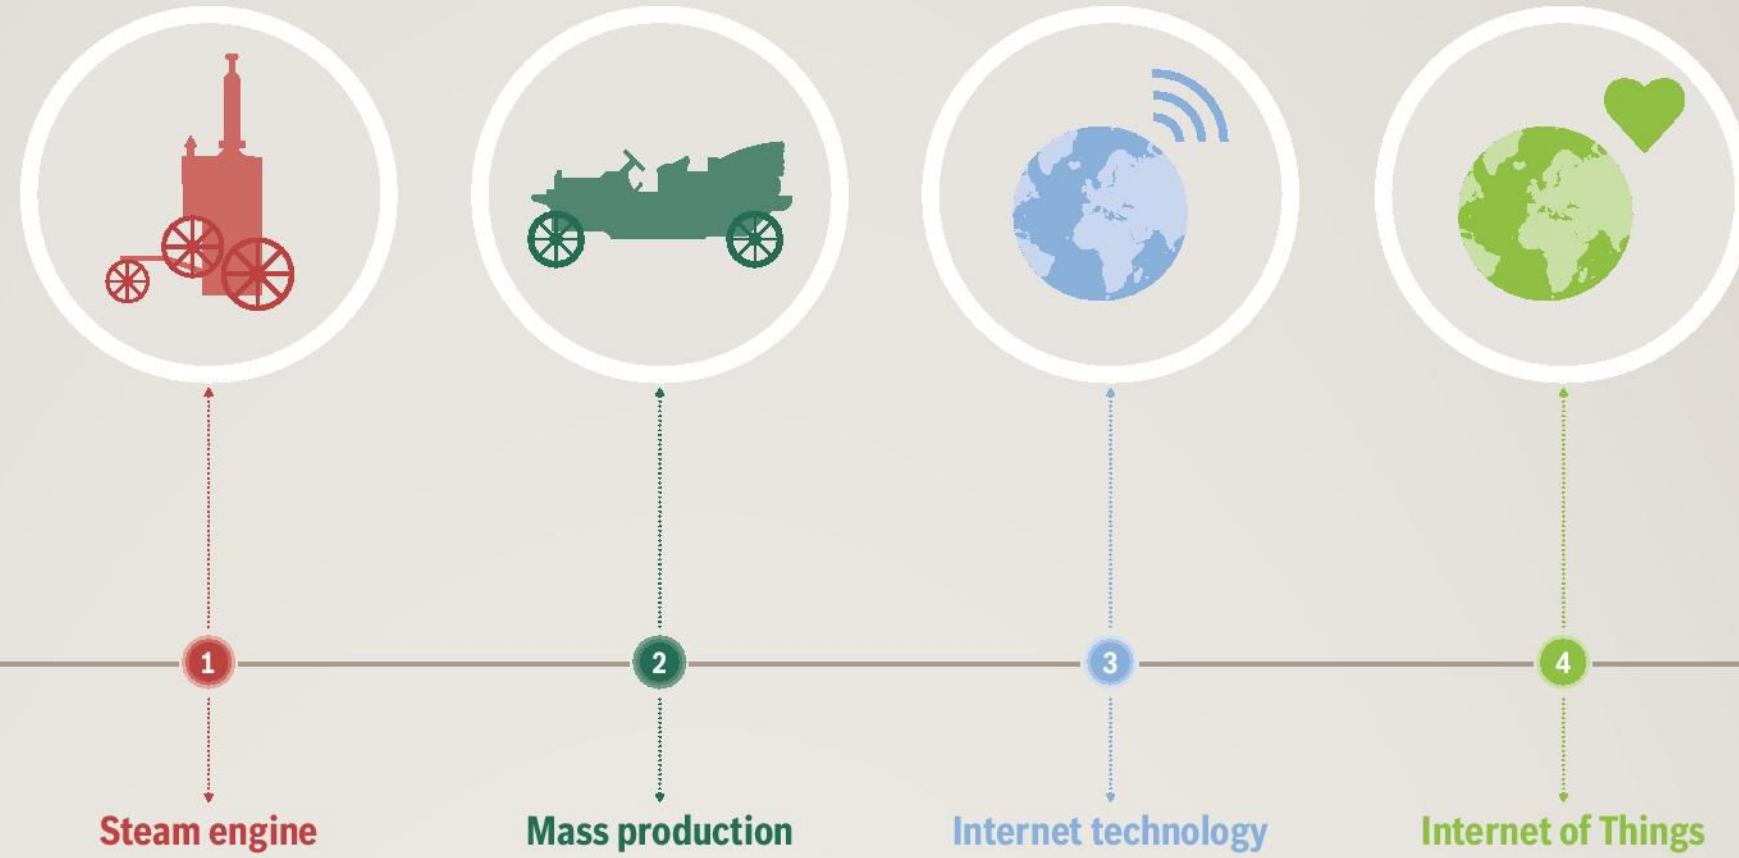 1
2
3
4
Steam engine
Mass production
Internet technology
Internet of Things